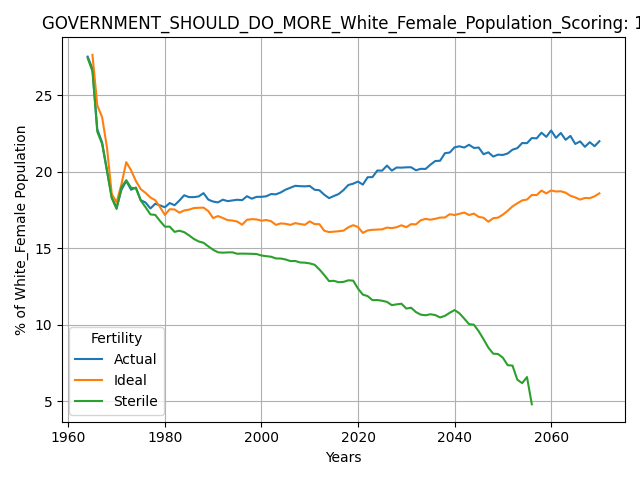 GOVERNMENT_SHOULD_DO_MORE_White_Female_Population_Scoring: 1
% of White_Female Population
25
20
15
10
5
Fertility
Actual
Ideal
Sterile
1960 1980 2000 2020 2040 2060
Years